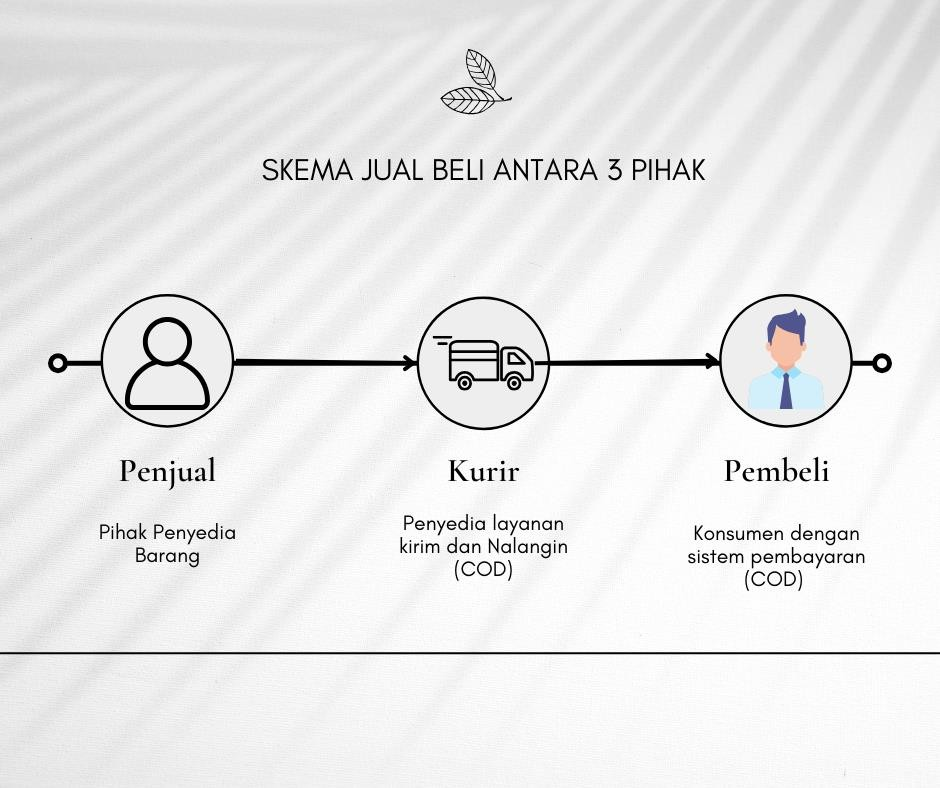 SKEMA JUAL BELI ANTARA 3 PIHAK
Penjual
Pihak Penyedia
Barang
Kurir
Penyedia layanan
kirim dan Nalangin
(COD)
Pembeli
Konsumen dengan
sistem pembayaran
(COD)